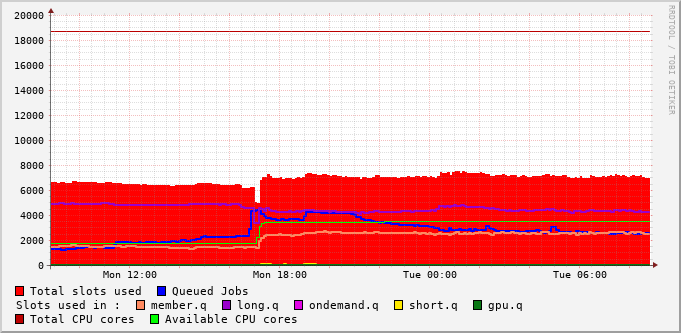 20000
18000
16000
14000
12000
10000
8000
6000
4000
2000
0
Mon 12:00 Mon 18:00 Tue 00:00 Tue 06:00
Total slots used Queued Jobs
Slots used in : member.q long.q ondemand.q short.q gpu.q
Total CPU cores Available CPU cores
RRDTOOL / TOBI OETIKER